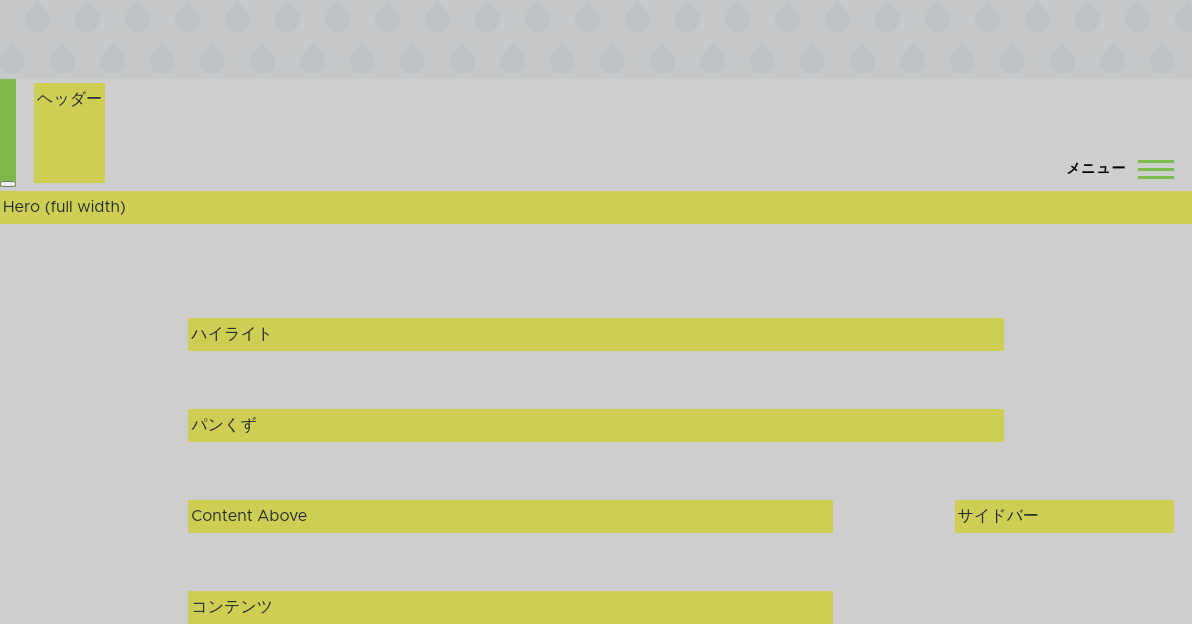 ヘッダー
メニュー
Hero (full width)
ハイライト
パンくず
Content Above
サイドバー
コンテンツ